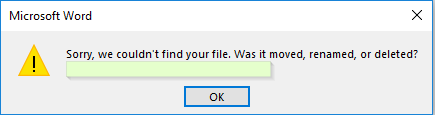 Microsoft Word
Sorry, we couldn't find your file. Was it moved, renamed, or deleted?
OK